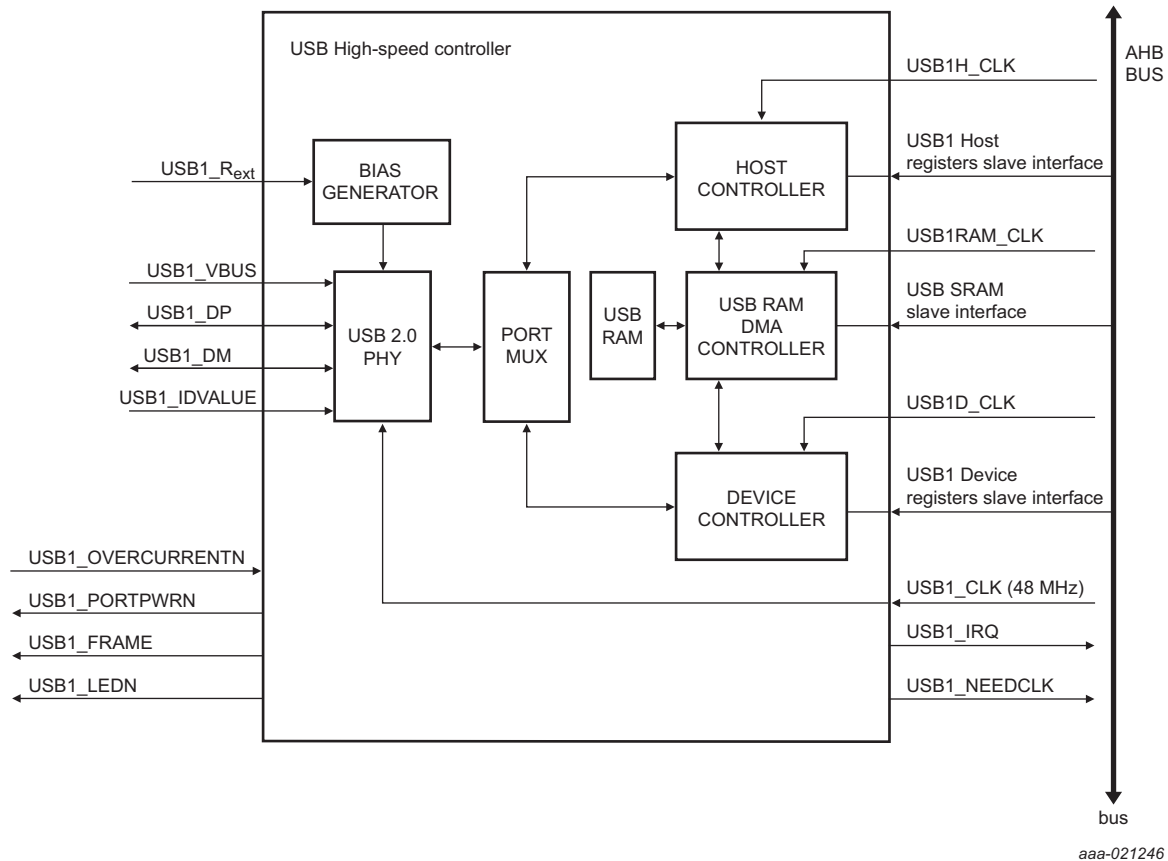 USB High-speed controller
AHB
BUS
USB1H_CLK
USB1 Host
registers slave interface
HOST
CONTROLLER
USB1_Rext
BIAS
GENERATOR
USB1RAM_CLK
USB1_VBUS
USB1_DP
USB1_DM
USB1_IDVALUE
USB 2.0
PHY
PORT
MUX
USB
RAM
USB RAM
DMA
CONTROLLER
USB SRAM
slave interface
USB1D_CLK
USB1 Device
registers slave interface
DEVICE
CONTROLLER
USB1_OVERCURRENTN
USB1_PORTPWRN
USB1_FRAME
USB1_LEDN
USB1_CLK (48 MHz)
USB1_IRQ
USB1_NEEDCLK
bus
aaa-021246